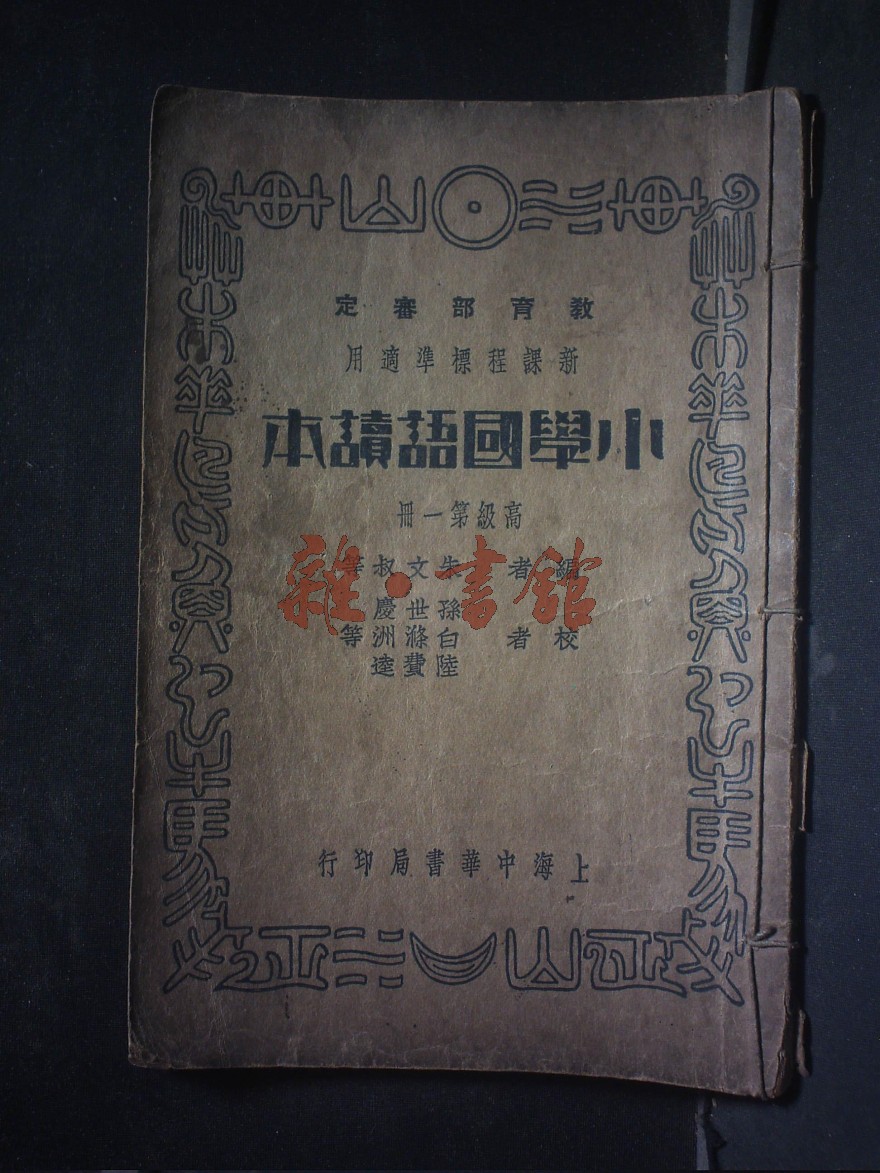 教育部審定
新課程標準適用
小學國語讀本
高級第一冊
編者 朱文叔等
孫世慶
校者 白滌洲等
陸費逵
雜·書館
上海中華書局印行